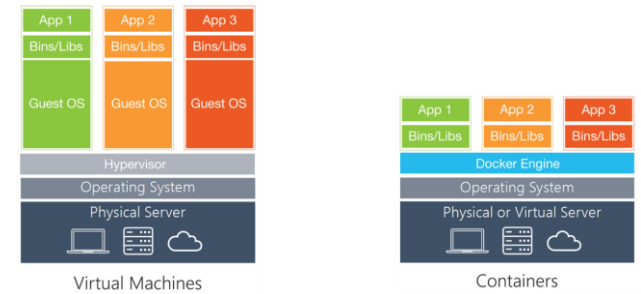 App 1 App 2 App 3
Bins/Libs Bins/Libs Bins/Libs
Guest OS Guest OS Guest OS
Hypervisor
Operating System
Physical Server
Virtual Machines
App 1 App 2 App 3
Bins/Libs Bins/Libs Bins/Libs
Docker Engine
Operating System
Physical or Virtual Server
Containers